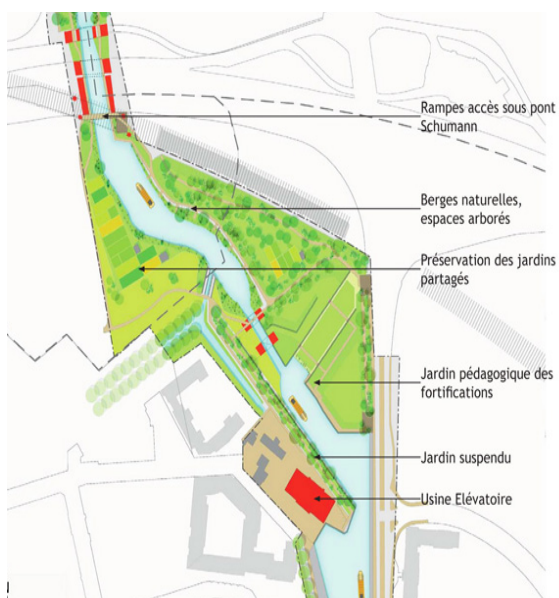 Rampes accès sous pont
Schumann
Berges naturelles,
espaces arborés
Préservation des jardins
partagés
Jardin pédagogique des
fortifications
Jardin suspendu
Usine Elévatoire